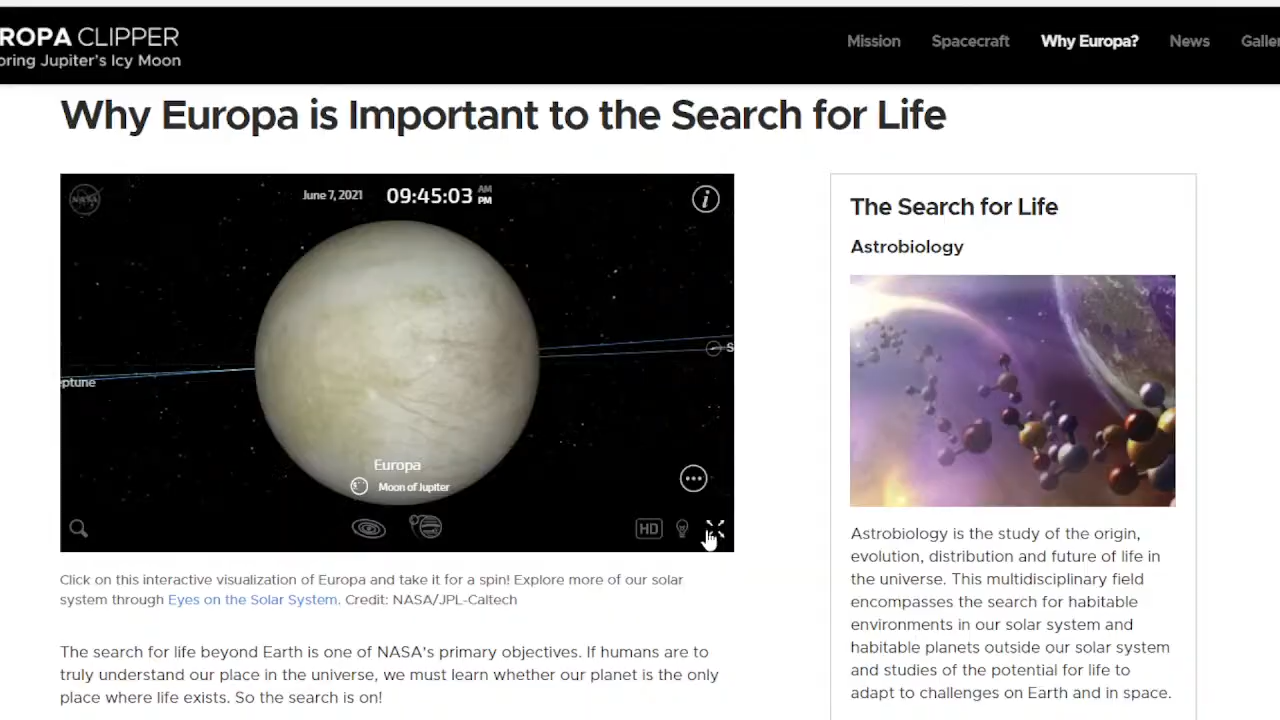 ROPA CLIPPER
oring Jupiter's Icy Moon
Mission Spacecraft Why Europa? News Galler
Why Europa is Important to the Search for Life
NASA
June 7, 2021 09:45:03 AM PM
i
eptune
S
Europa
Moon of Jupiter
HD
Click on this interactive visualization of Europa and take it for a spin! Explore more of our solar
system through Eyes on the Solar System. Credit: NASA/JPL-Caltech
The search for life beyond Earth is one of NASA's primary objectives. If humans are to
truly understand our place in the universe, we must learn whether our planet is the only
place where life exists. So the search is on!
The Search for Life
Astrobiology
Astrobiology is the study of the origin,
evolution, distribution and future of life in
the universe. This multidisciplinary field
encompasses the search for habitable
environments in our solar system and
habitable planets outside our solar system
and studies of the potential for life to
adapt to challenges on Earth and in space.